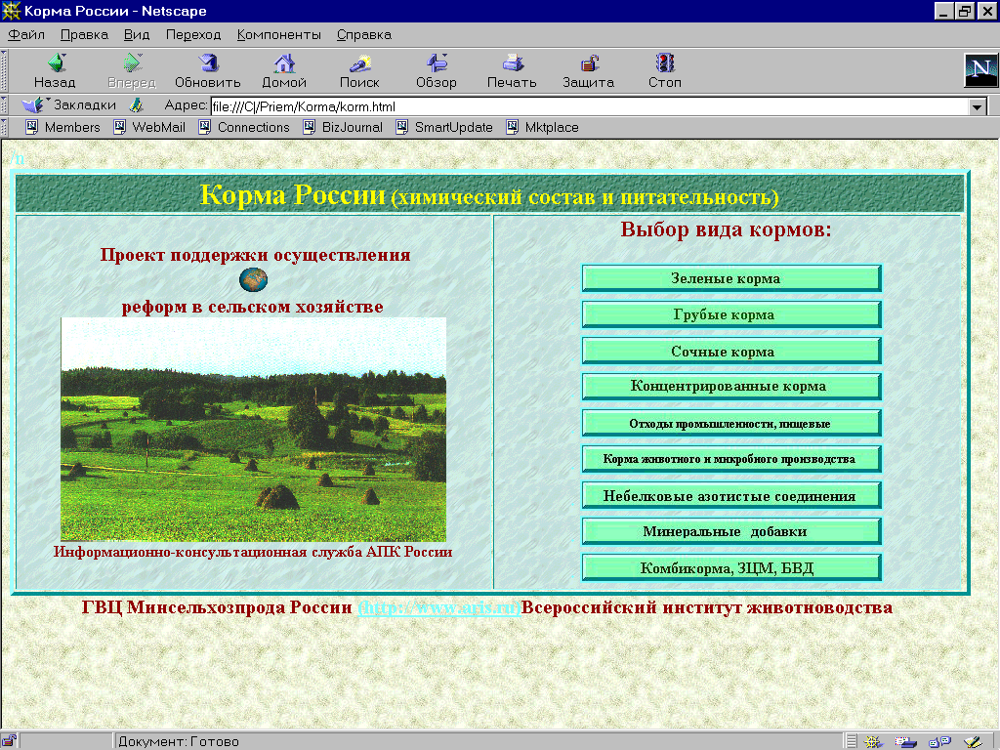 Корма России - Netscape
Файл Правка Вид Переход Компоненты Справка
Назад Вперед Обновить Домой Поиск Обзор Печать Защита Стоп
N
Закладки Адрес: file:///C|/Priem/Korma/korm.html
Members WebMail Connections BizJournal SmartUpdate Mktplace
n
Корма России (химический состав и питательность)
Проект поддержки осуществления
реформ в сельском хозяйстве
Информационно-консультационная служба АПК России
Выбор вида кормов:
Зеленые корма
Грубые корма
Сочные корма
Концентрированные корма
Отходы промышленности, пищевые
Корма животного и микробного производства
Небелковые азотистые соединения
Минеральные добавки
Комбикорма, ЗЦМ, БВД
ГВЦ Минсельхозпрода России (http://www.aris.ru)Всероссийский институт животноводства
Документ: Готово